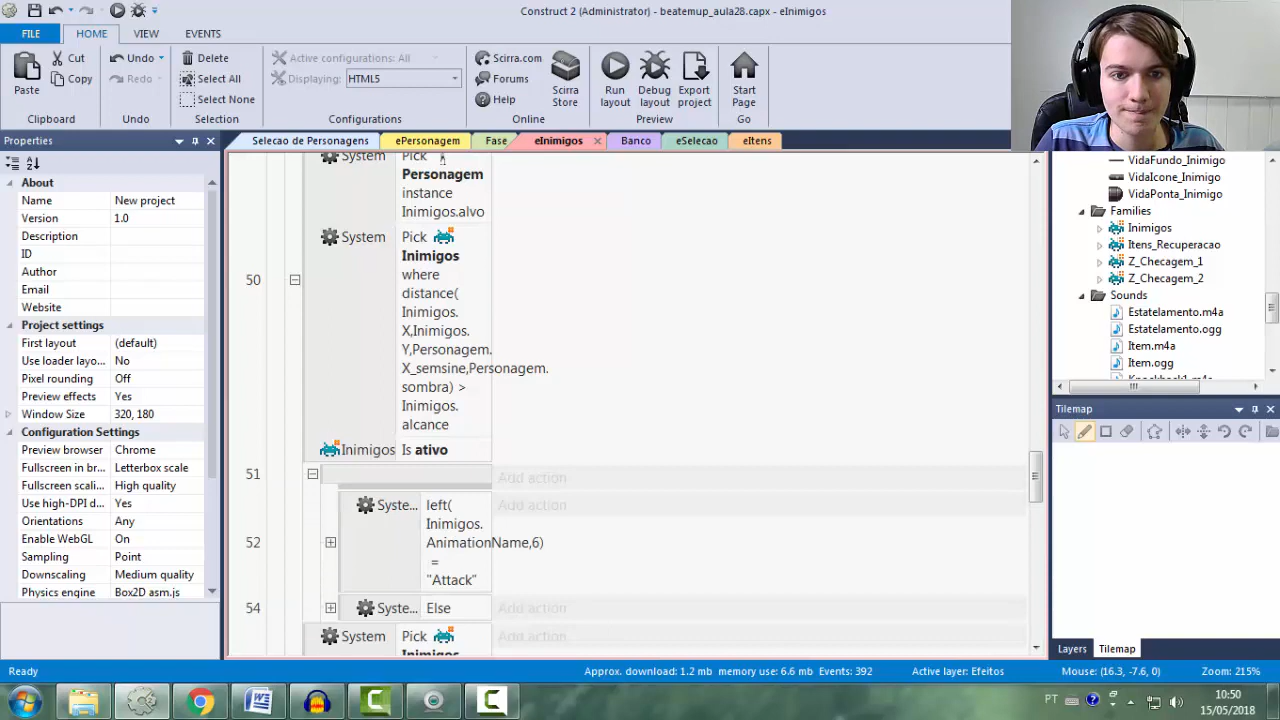 Construct 2 (Administrator) - beatemup_aula28.capx - eInimigos
FILE HOME VIEW EVENTS
Paste Cut Copy
Clipboard
Undo Redo
Undo
Delete Select All Select None
Selection
Active configurations: All
Displaying: HTML5
Configurations
Scirra.com Forums Help
Scirra Store
Online
Run layout Debug layout Export project
Preview
Start Page
Go
Properties
Selecao de Personagens ePersonagem Fase eInimigos Banco eSelecao eItens
About
Name New project
Version 1.0
Description
ID
Author
Email
Website
Project settings
First layout (default)
Use loader layo... No
Pixel rounding Off
Preview effects Yes
Window Size 320, 180
Configuration Settings
Preview browser Chrome
Fullscreen in br... Letterbox scale
Fullscreen scali... High quality
Use high-DPI d... Yes
Orientations Any
Enable WebGL On
Sampling Point
Downscaling Medium quality
Physics engine Box2D asm.js
System Pick
Personagem
instance
Inimigos.alvo
System Pick
Inimigos
where
50 distance(
Inimigos.
X,Inimigos.
Y,Personagem.
X_semsine,Personagem.
sombra) >
Inimigos.
alcance
Inimigos Is ativo
51 Add action
Syste... left( Add action
Inimigos.
52 AnimationName,6)
=
"Attack"
54 Syste... Else Add action
System Pick Add action
Inimigos
VidaFundo_Inimigo
VidaIcone_Inimigo
VidaPonta_Inimigo
Families
Inimigos
Itens_Recuperacao
Z_Checagem_1
Z_Checagem_2
Sounds
Estatelamento.m4a
Estatelamento.ogg
Item.m4a
Item.ogg
Knockback1.m4a
Tilemap
Layers Tilemap
Ready Approx. download: 1.2 mb memory use: 6.6 mb Events: 392 Active layer: Efeitos Mouse: (16.3, -7.6, 0) Zoom: 215%
PT 10:50
15/05/2018